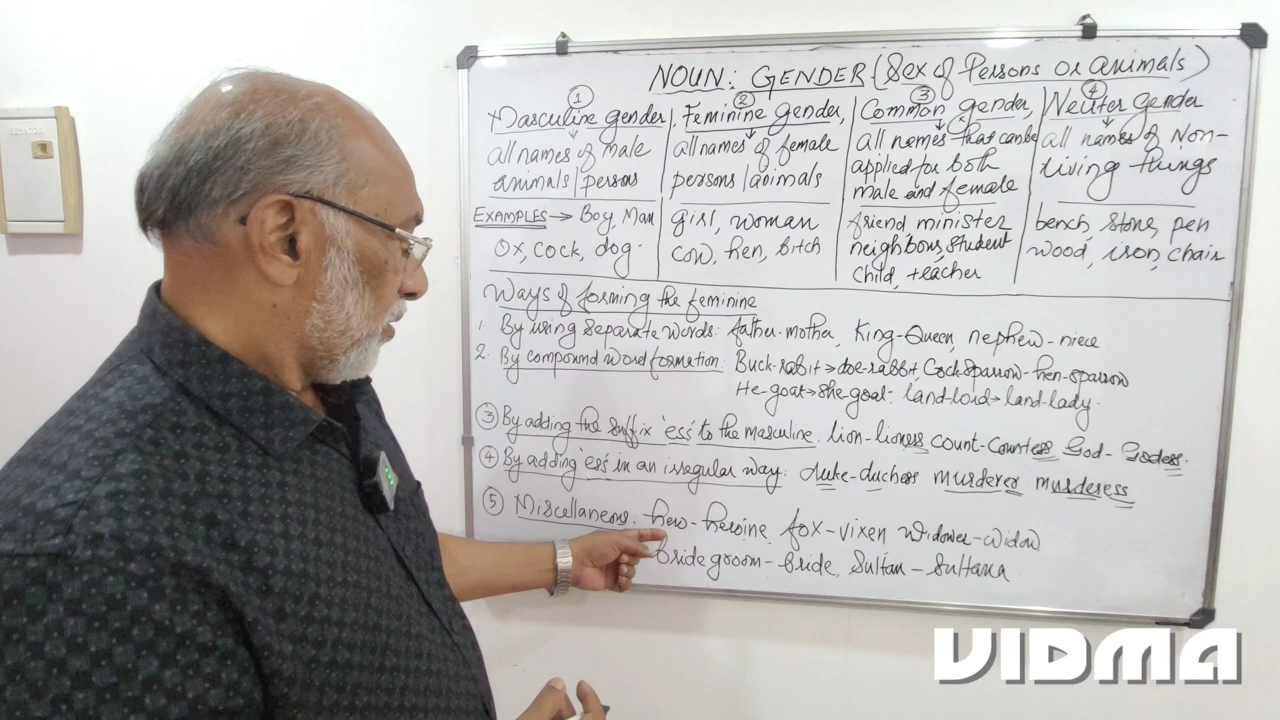 NOUN: GENDER (Sex of Persons or animals)
① Masculine gender
all names of male
animals / persons
EXAMPLES → Boy, Man
Ox, cock, dog.
② Feminine gender,
all names of female
persons / animals
girl, woman
cow, hen, bitch
③ Common gender,
all names that can be
applied for both
male and female
friend, minister
neighbour, student
child, teacher
④ Neuter gender
all names of Non-
living things
bench, stone, pen
wood, iron, chair
Ways of forming the feminine
1. By using separate words: father-mother, King-Queen, nephew-niece
2. By compound word formation: Buck-rabit → doe-rabbit, Cock sparrow-hen-sparrow
He-goat → she-goat, land-lord → land-lady.
③ By adding the suffix 'ess' to the masculine. lion-lioness Count-Countess God-Godess.
④ By adding 'ess' in an irregular way: duke-duchess murderer murderess
⑤ Miscellaneous: hero-heroine fox-vixen Widower-widow
bride groom-bride, Sultan-Sultana
VIDMA